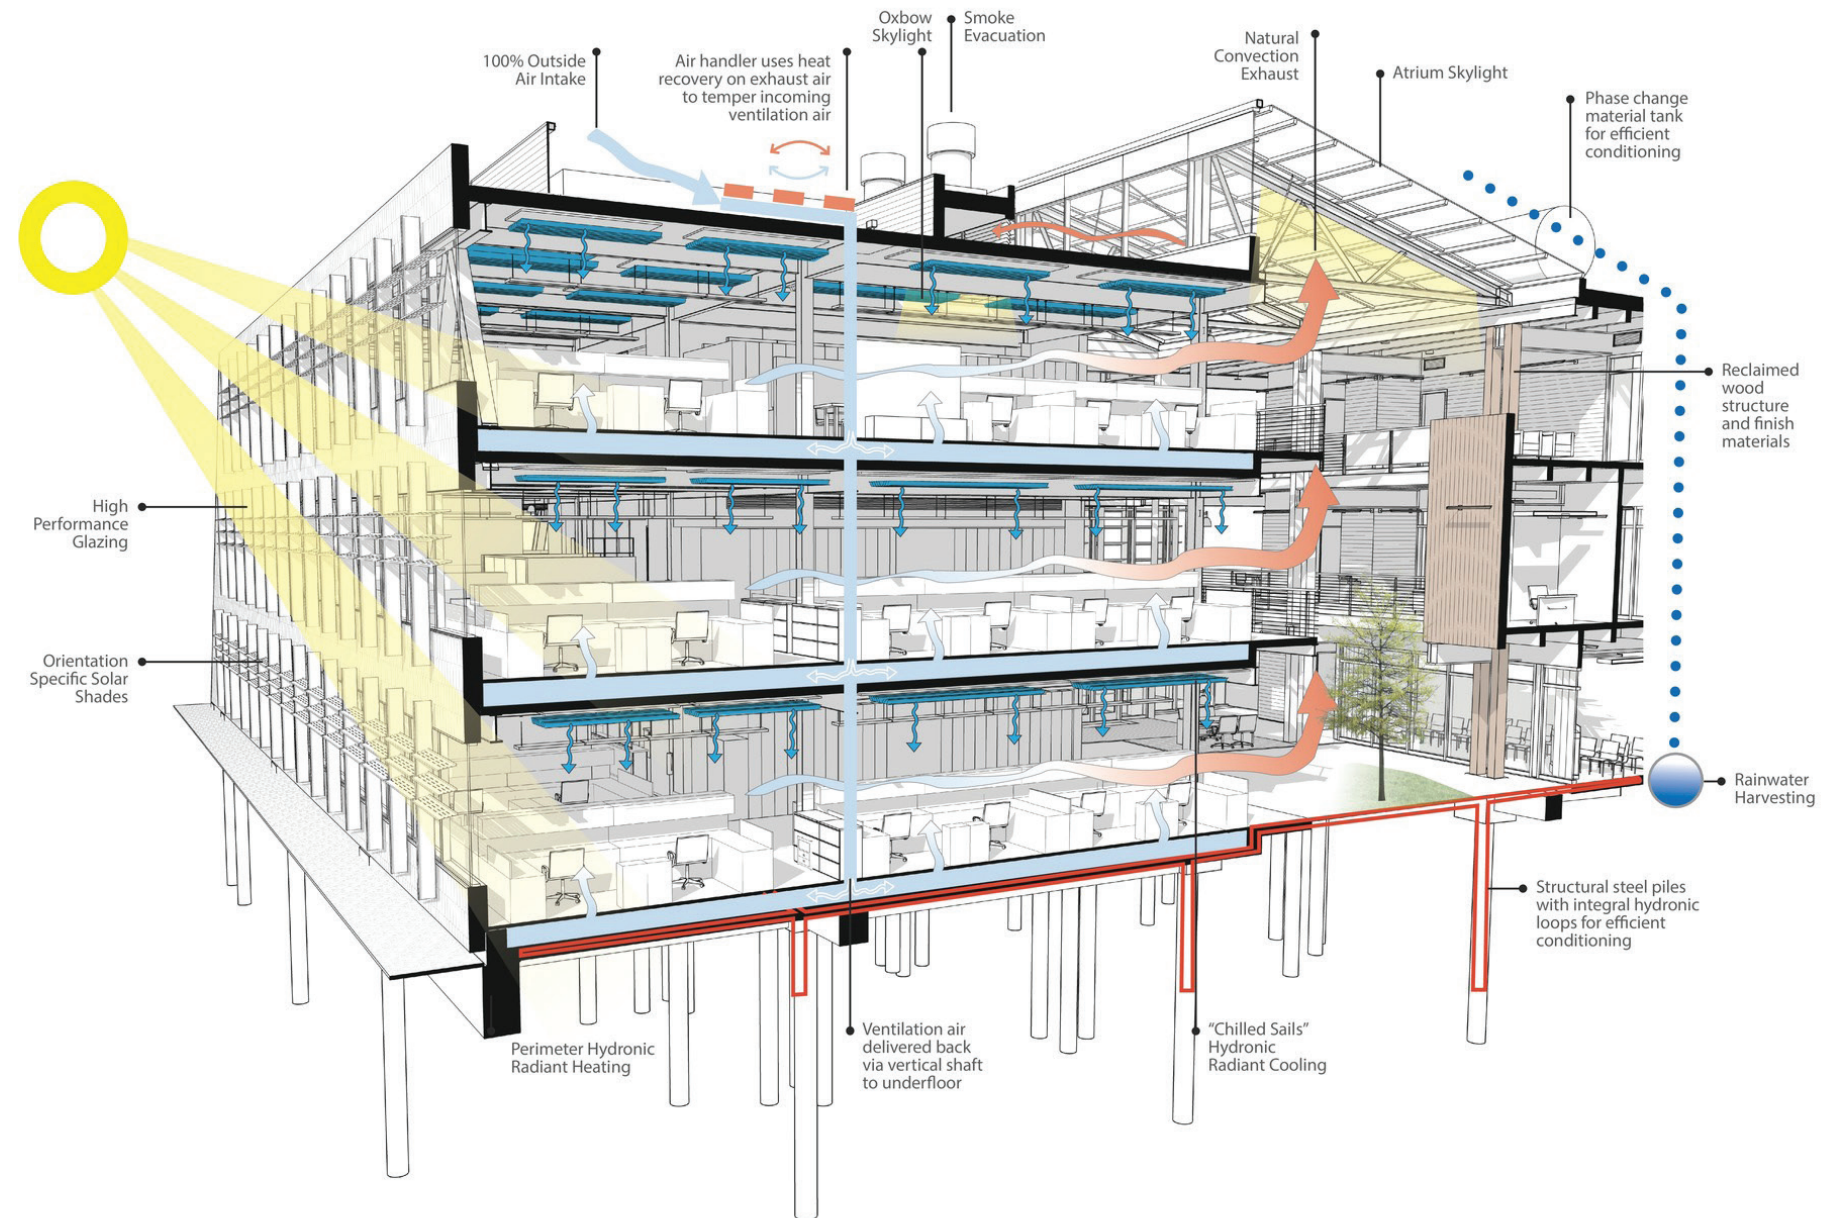 Oxbow
Skylight
Smoke
Evacuation
100% Outside
Air Intake
Air handler uses heat
recovery on exhaust air
to temper incoming
ventilation air
Natural
Convection
Exhaust
Atrium Skylight
Phase change
material tank
for efficient
conditioning
Reclaimed
wood
structure
and finish
materials
High
Performance
Glazing
Orientation
Specific Solar
Shades
Rainwater
Harvesting
Structural steel piles
with integral hydronic
loops for efficient
conditioning
Perimeter Hydronic
Radiant Heating
Ventilation air
delivered back
via vertical shaft
to underfloor
“Chilled Sails”
Hydronic
Radiant Cooling